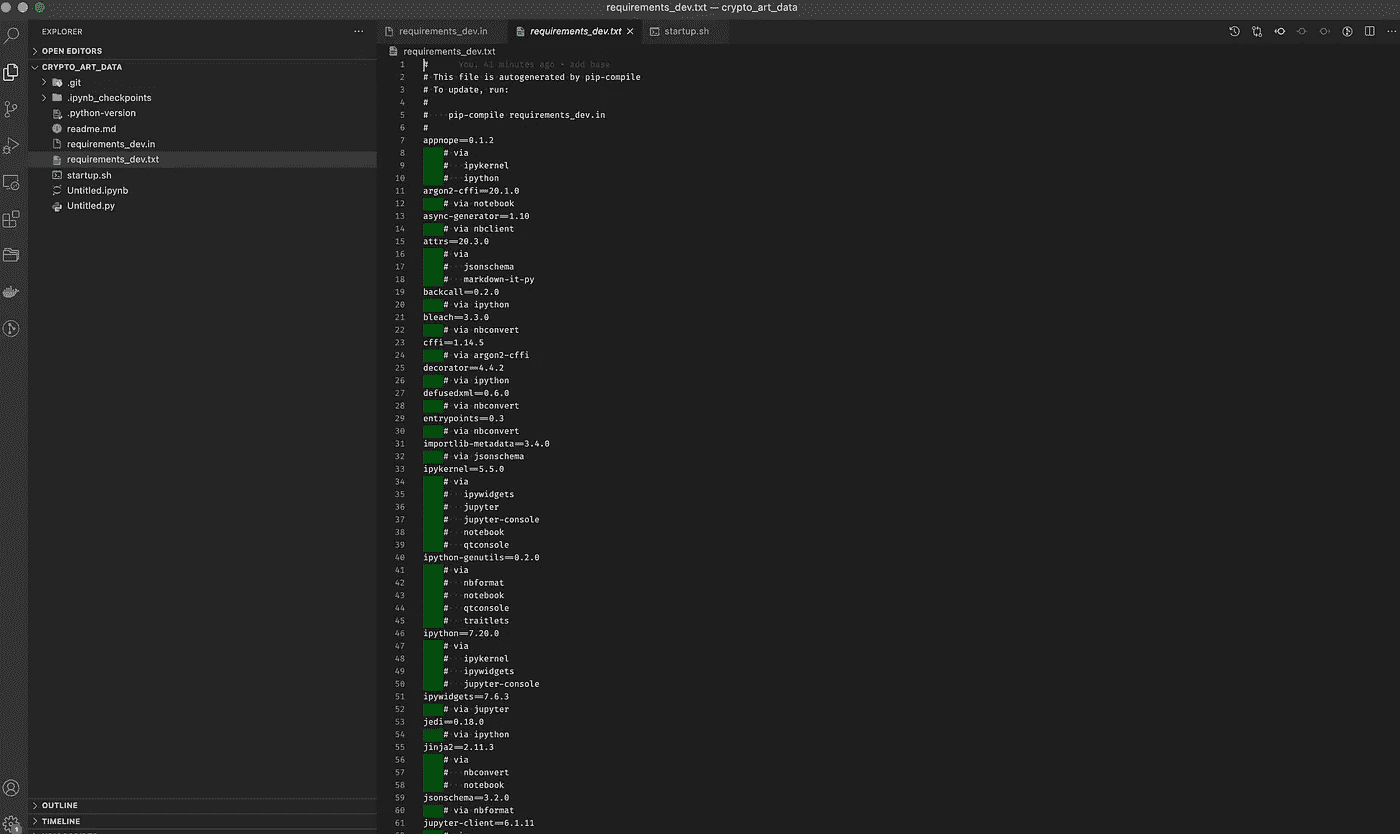 requirements_dev.txt — crypto_art_data
EXPLORER
OPEN EDITORS
CRYPTO_ART_DATA
.git
.ipynb_checkpoints
.python-version
readme.md
requirements_dev.in
requirements_dev.txt
startup.sh
Untitled.ipynb
Untitled.py
OUTLINE
TIMELINE
requirements_dev.in
requirements_dev.txt
startup.sh
requirements_dev.txt
1 # You, 41 minutes ago • add base
2 # This file is autogenerated by pip-compile
3 # To update, run:
4 #
5 # pip-compile requirements_dev.in
6 #
7 appnope==0.1.2
8 # via
9 # ipykernel
10 # ipython
11 argon2-cffi==20.1.0
12 # via notebook
13 async-generator==1.10
14 # via nbclient
15 attrs==20.3.0
16 # via
17 # jsonschema
18 # markdown-it-py
19 backcall==0.2.0
20 # via ipython
21 bleach==3.3.0
22 # via nbconvert
23 cffi==1.14.5
24 # via argon2-cffi
25 decorator==4.4.2
26 # via ipython
27 defusedxml==0.6.0
28 # via nbconvert
29 entrypoints==0.3
30 # via nbconvert
31 importlib-metadata==3.4.0
32 # via jsonschema
33 ipykernel==5.5.0
34 # via
35 # ipywidgets
36 # jupyter
37 # jupyter-console
38 # notebook
39 # qtconsole
40 ipython-genutils==0.2.0
41 # via
42 # nbformat
43 # notebook
44 # qtconsole
45 # traitlets
46 ipython==7.20.0
47 # via
48 # ipykernel
49 # ipywidgets
50 # jupyter-console
51 ipywidgets==7.6.3
52 # via jupyter
53 jedi==0.18.0
54 # via ipython
55 jinja2==2.11.3
56 # via
57 # nbconvert
58 # notebook
59 jsonschema==3.2.0
60 # via nbformat
61 jupyter-client==6.1.11